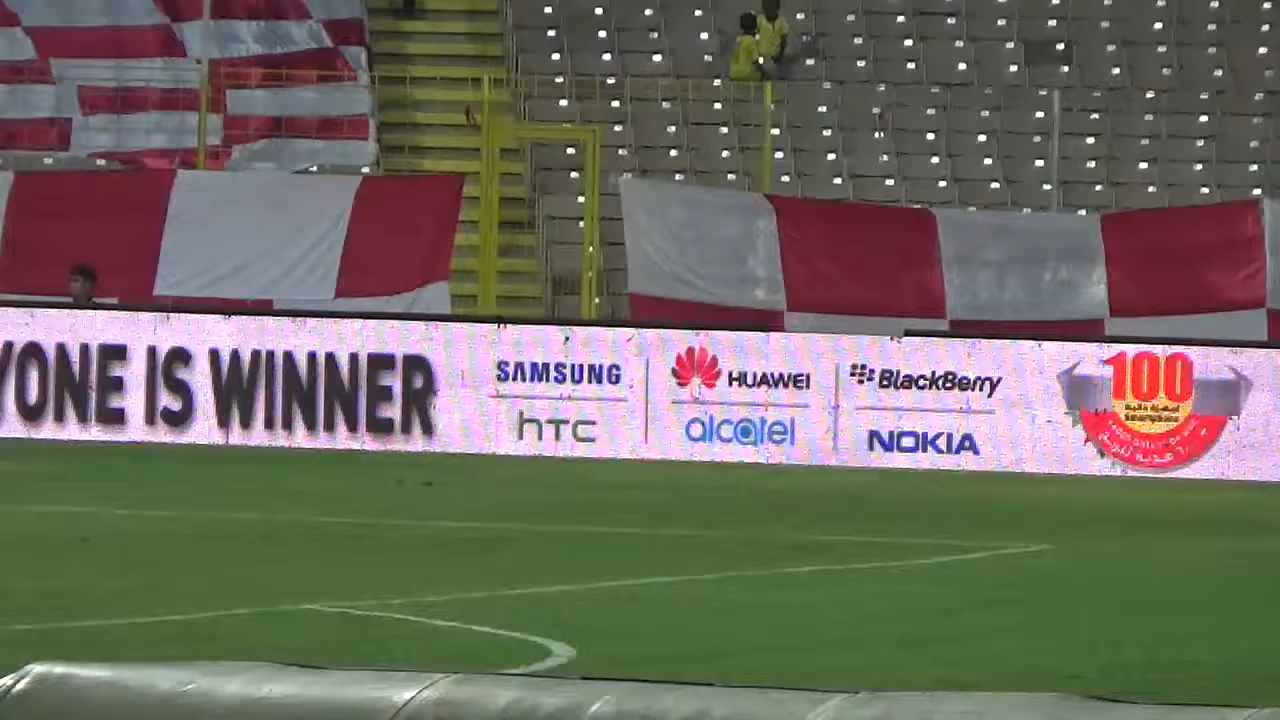 YONE IS WINNER
SAMSUNG
htc
HUAWEI
alcatel
BlackBerry
NOKIA
100